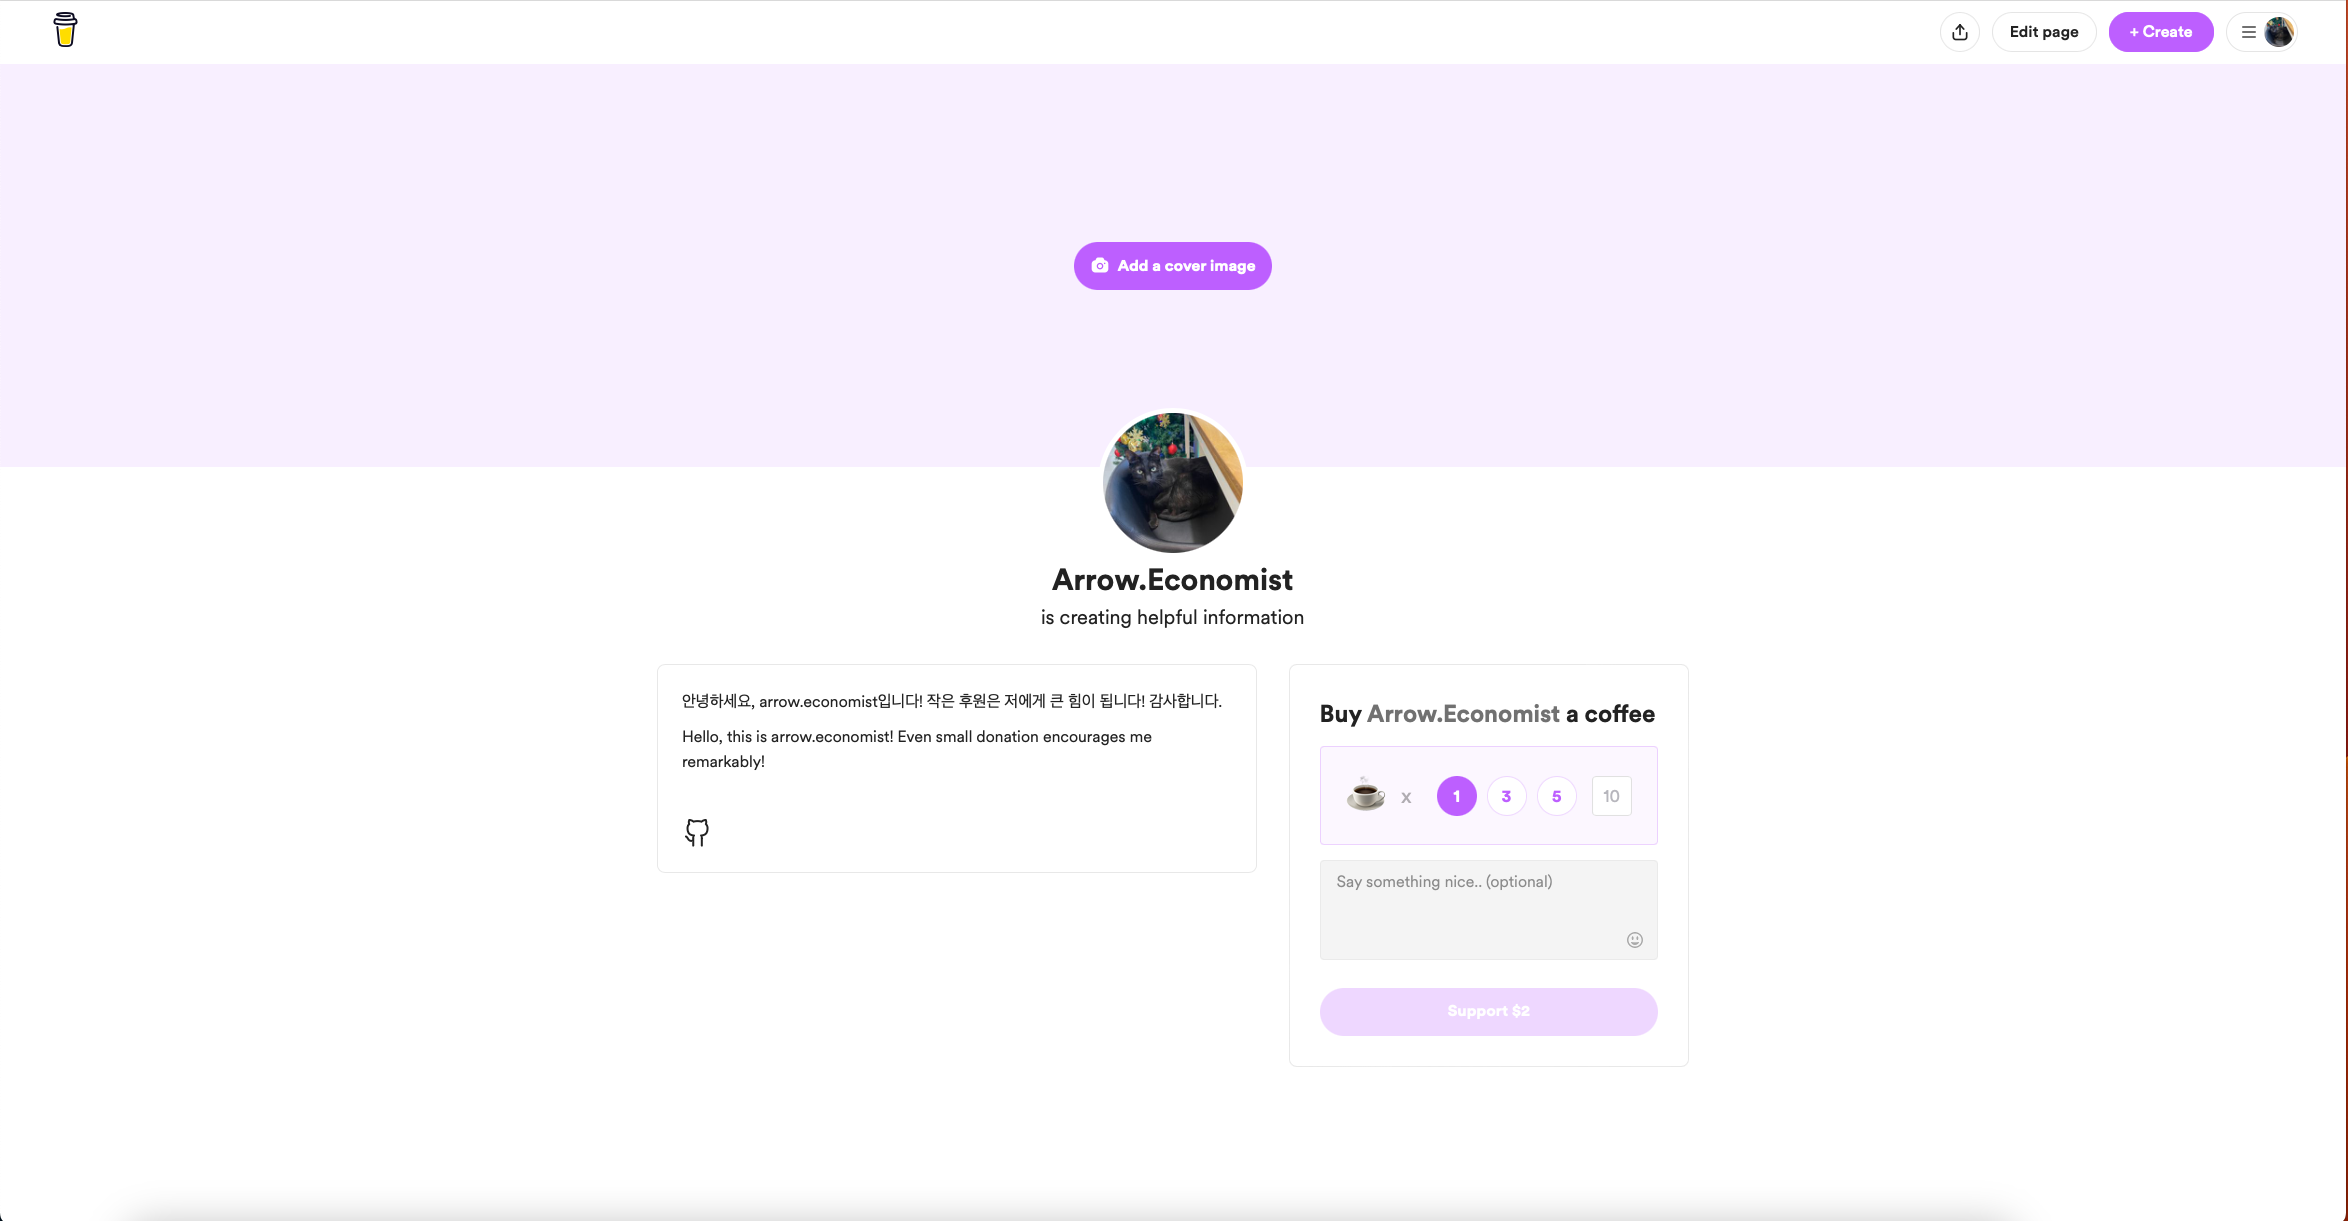 Edit page
+ Create
Add a cover image
Arrow.Economist
is creating helpful information
안녕하세요, arrow.economist입니다! 작은 후원은 저에게 큰 힘이 됩니다! 감사합니다.
Hello, this is arrow.economist! Even small donation encourages me
remarkably!
Buy Arrow.Economist a coffee
x 1 3 5 10
Say something nice.. (optional)
Support $2